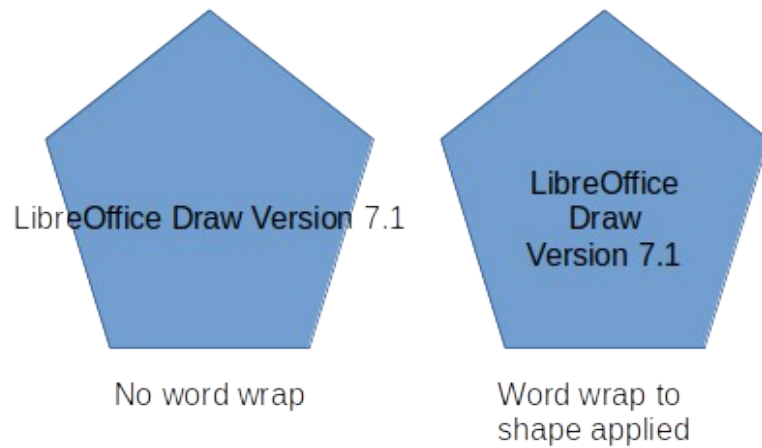 LibreOffice Draw Version 7.1
LibreOffice
Draw
Version 7.1
No word wrap
Word wrap to
shape applied